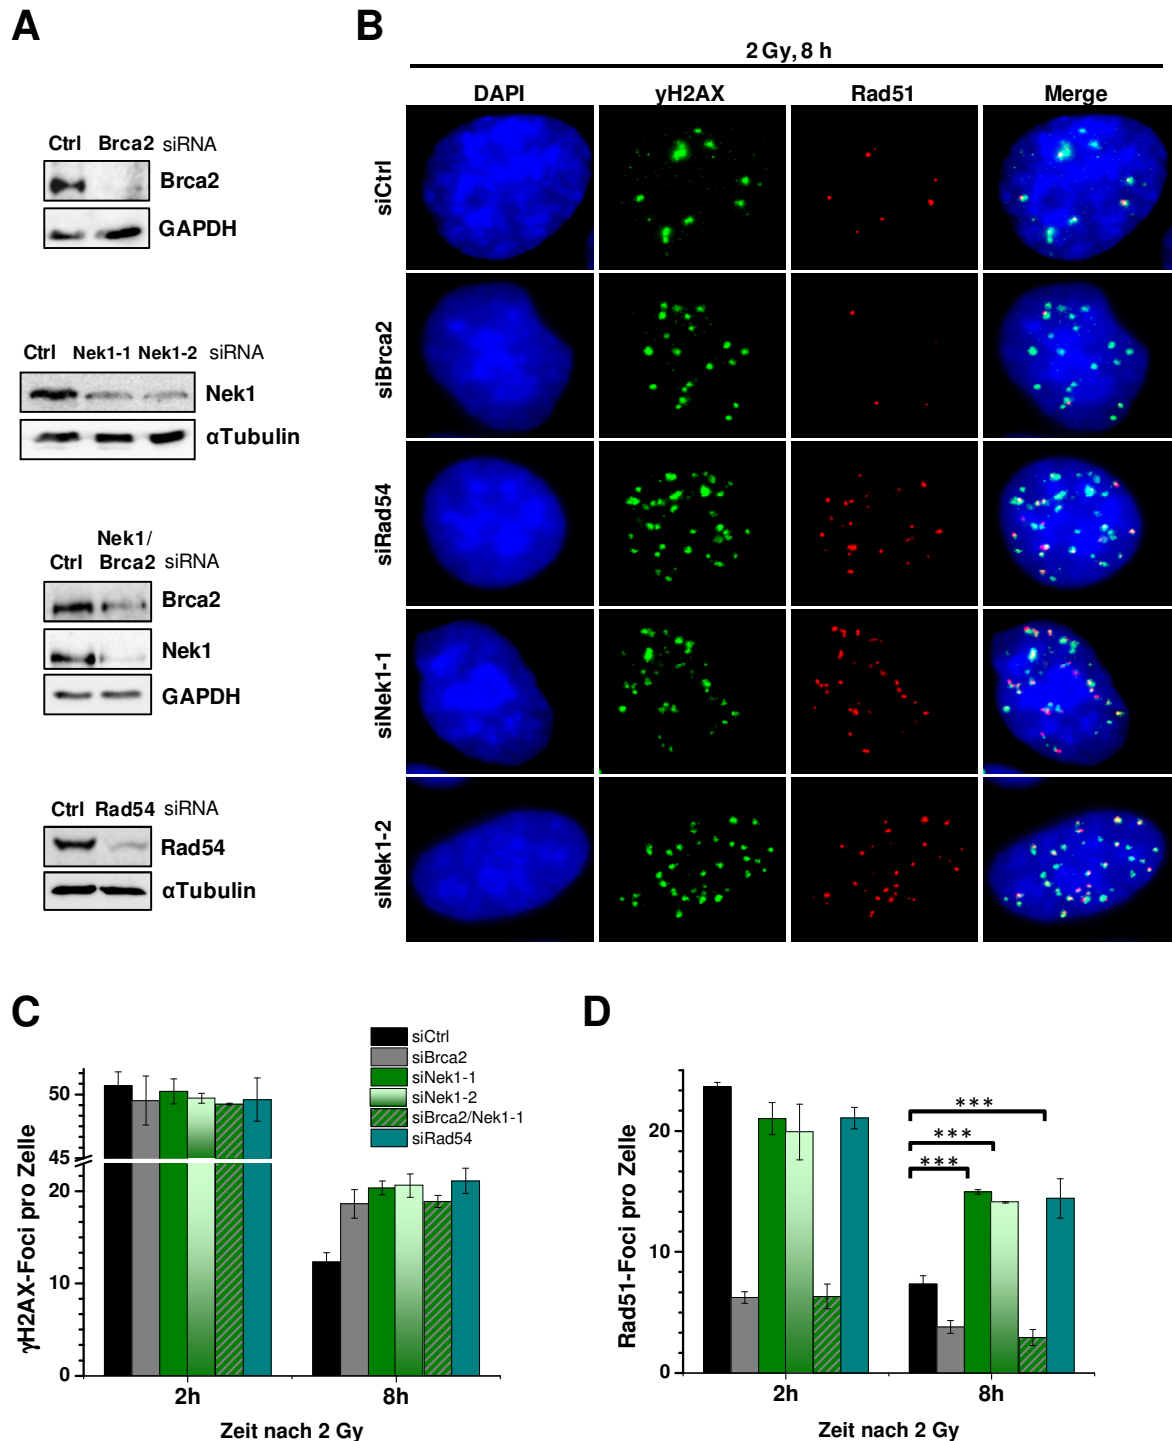 A
Ctrl Brca2 siRNA
Brca2
GAPDH
Ctrl Nek1-1 Nek1-2 siRNA
Nek1
αTubulin
Nek1/
Ctrl Brca2 siRNA
Brca2
Nek1
GAPDH
Ctrl Rad54 siRNA
Rad54
αTubulin
B
2 Gy, 8 h
DAPI yH2AX Rad51 Merge
siCtrl
siBrca2
siRad54
siNek1-1
siNek1-2
C
siCtrl
siBrca2
siNek1-1
siNek1-2
siBrca2/Nek1-1
siRad54
γH2AX-Foci pro Zelle
50
45
20
10
0
2h 8h
Zeit nach 2 Gy
D
Rad51-Foci pro Zelle
20
10
0
***
***
***
2h 8h
Zeit nach 2 Gy